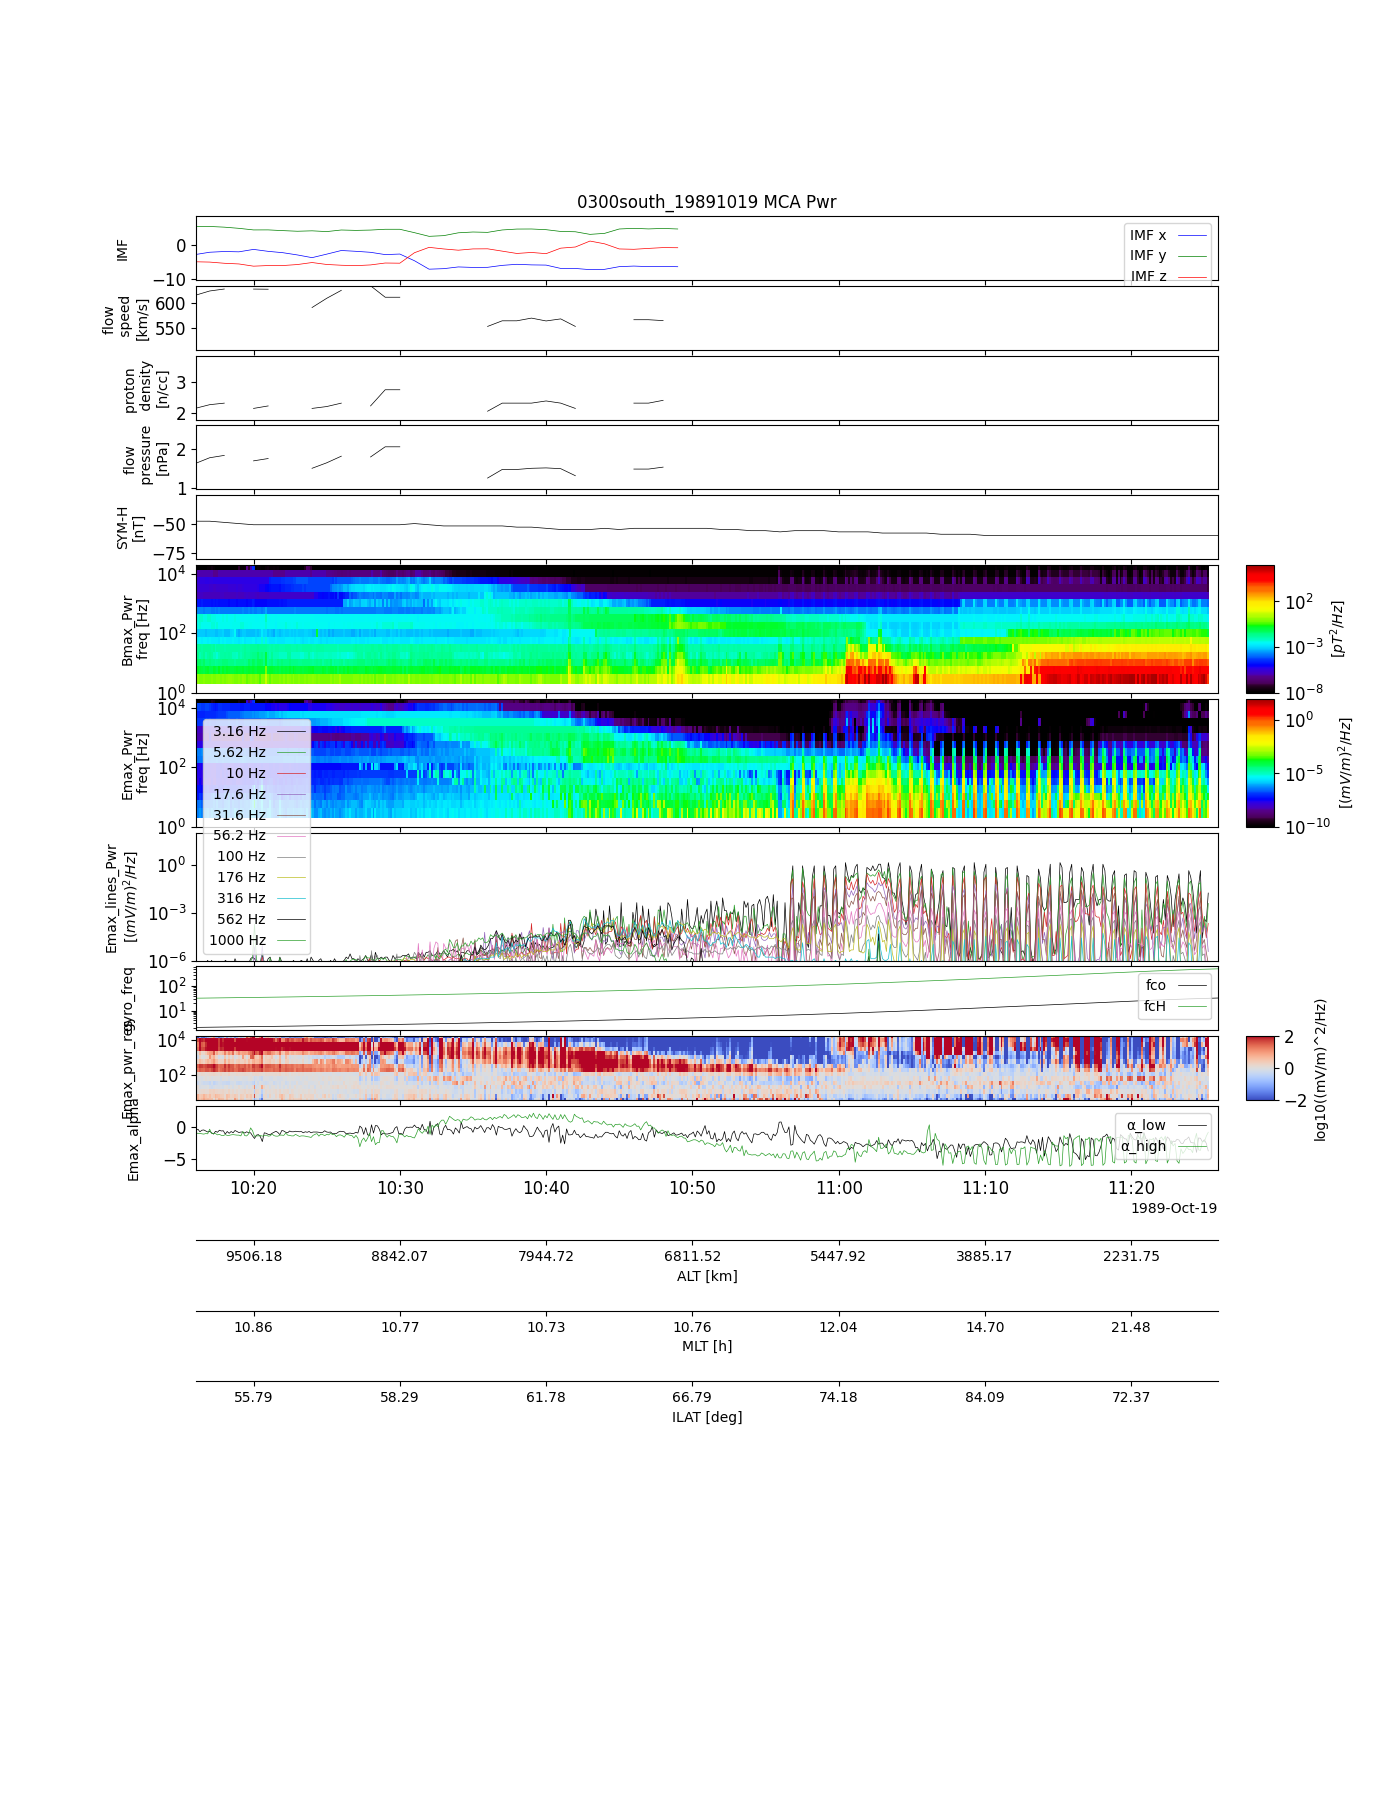 0300south_19891019 MCA Pwr
IMF
0
−10
IMF x
IMF y
IMF z
flow
speed
[km/s]
600
550
proton
density
[n/cc]
3
2
flow
pressure
[nPa]
2
1
SYM-H
[nT]
−50
−75
Bmax_Pwr
freq [Hz]
10^4
10^2
10^0
10^2
10^−3
10^−8
[pT^2/Hz]
Emax_Pwr
freq [Hz]
10^4
10^2
10^0
10^0
10^−5
10^−10
[(mV/m)^2/Hz]
3.16 Hz
5.62 Hz
10 Hz
17.6 Hz
31.6 Hz
56.2 Hz
100 Hz
176 Hz
316 Hz
562 Hz
1000 Hz
Emax_lines_Pwr
[(mV/m)^2/Hz]
10^0
10^−3
10^−6
gyro_freq
10^2
10^1
fco
fcH
Emax_pwr_reg
10^4
10^2
2
0
−2
log10((mV/m)^2/Hz)
Emax_alpha
0
−5
α_low
α_high
10:20 10:30 10:40 10:50 11:00 11:10 11:20
1989-Oct-19
9506.18 8842.07 7944.72 6811.52 5447.92 3885.17 2231.75
ALT [km]
10.86 10.77 10.73 10.76 12.04 14.70 21.48
MLT [h]
55.79 58.29 61.78 66.79 74.18 84.09 72.37
ILAT [deg]